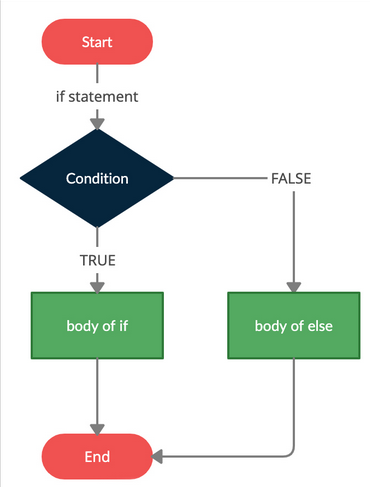 Start
if statement
Condition
FALSE
TRUE
body of if
body of else
End